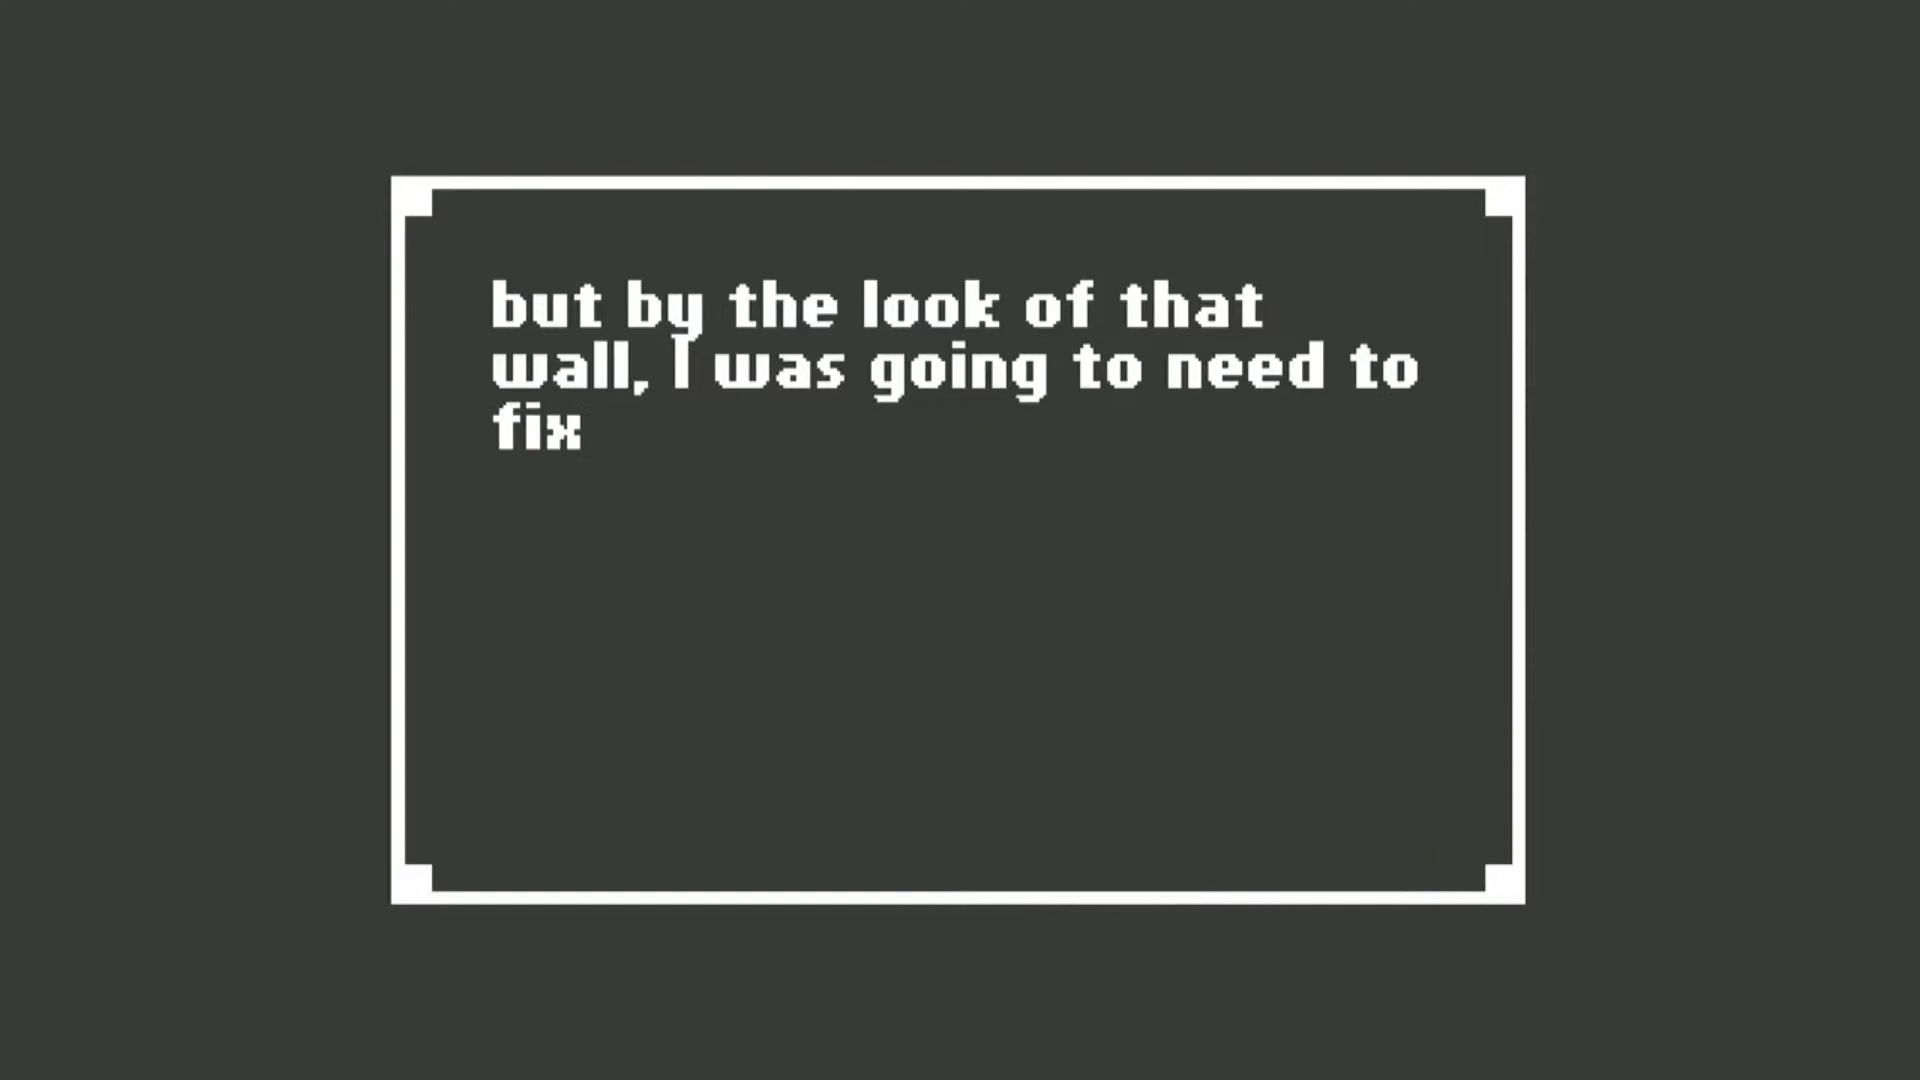 but by the look of that
wall, I was going to need to
fix